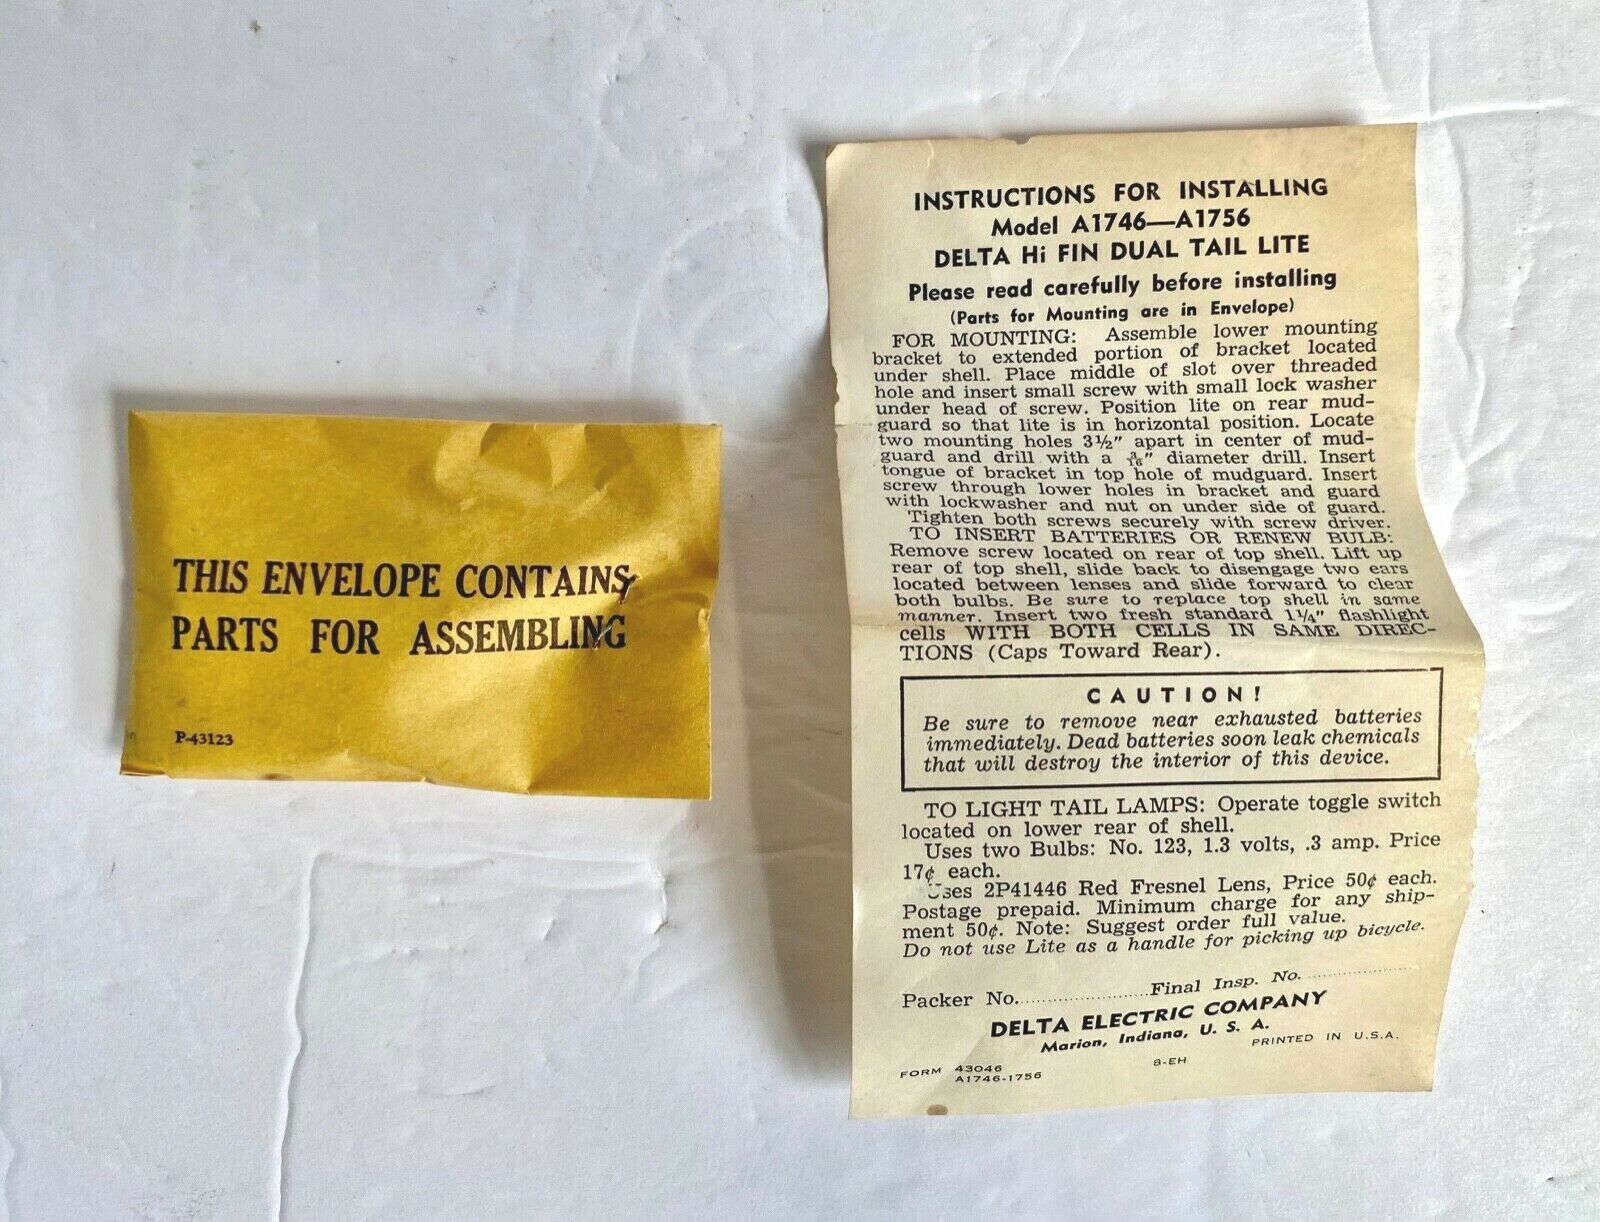 THIS ENVELOPE CONTAINS
PARTS FOR ASSEMBLING
P-43123
INSTRUCTIONS FOR INSTALLING
Model A1746—A1756
DELTA Hi FIN DUAL TAIL LITE
Please read carefully before installing
(Parts for Mounting are in Envelope)
FOR MOUNTING: Assemble lower mounting
bracket to extended portion of bracket located
under shell. Place middle of slot over threaded
hole and insert small screw with small lock washer
under head of screw. Position lite on rear mud-
guard so that lite is in horizontal position. Locate
two mounting holes 3½" apart in center of mud-
guard and drill with a 3/16" diameter drill. Insert
tongue of bracket in top hole of mudguard. Insert
screw through lower holes in bracket and guard
with lockwasher and nut on under side of guard.
Tighten both screws securely with screw driver.
TO INSERT BATTERIES OR RENEW BULB:
Remove screw located on rear of top shell. Lift up
rear of top shell, slide back to disengage two ears
located between lenses and slide forward to clear
both bulbs. Be sure to replace top shell in same
manner. Insert two fresh standard 1¼" flashlight
cells WITH BOTH CELLS IN SAME DIREC-
TIONS (Caps Toward Rear).
CAUTION!
Be sure to remove near exhausted batteries
immediately. Dead batteries soon leak chemicals
that will destroy the interior of this device.
TO LIGHT TAIL LAMPS: Operate toggle switch
located on lower rear of shell.
Uses two Bulbs: No. 123, 1.3 volts, .3 amp. Price
17¢ each.
Uses 2P41446 Red Fresnel Lens, Price 50¢ each.
Postage prepaid. Minimum charge for any ship-
ment 50¢. Note: Suggest order full value.
Do not use Lite as a handle for picking up bicycle.
Packer No..........................Final Insp. No. ....................
DELTA ELECTRIC COMPANY
Marion, Indiana, U. S. A.
PRINTED IN U.S.A.
8-EH
FORM 43046
A1746-1756